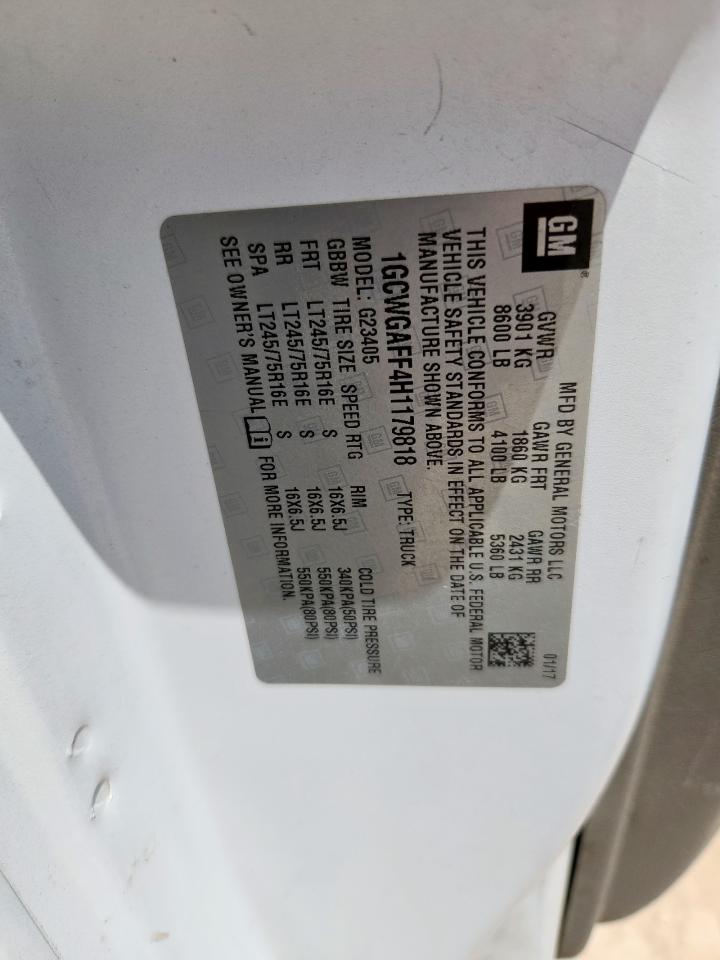 GM ®
MFD BY GENERAL MOTORS LLC 01/17
GVWR GAWR FRT GAWR RR
3901 KG 1860 KG 2431 KG
8600 LB 4100 LB 5360 LB
THIS VEHICLE CONFORMS TO ALL APPLICABLE U.S. FEDERAL MOTOR
VEHICLE SAFETY STANDARDS IN EFFECT ON THE DATE OF
MANUFACTURE SHOWN ABOVE.
1GCWGAFF4H1179818 TYPE: TRUCK
MODEL: G23405
GBBW TIRE SIZE SPEED RTG RIM COLD TIRE PRESSURE
FRT LT245/75R16E S 16X6.5J 340KPA(50PSI)
RR LT245/75R16E S 16X6.5J 550KPA(80PSI)
SPA LT245/75R16E S 16X6.5J 550KPA(80PSI)
SEE OWNER'S MANUAL FOR MORE INFORMATION.